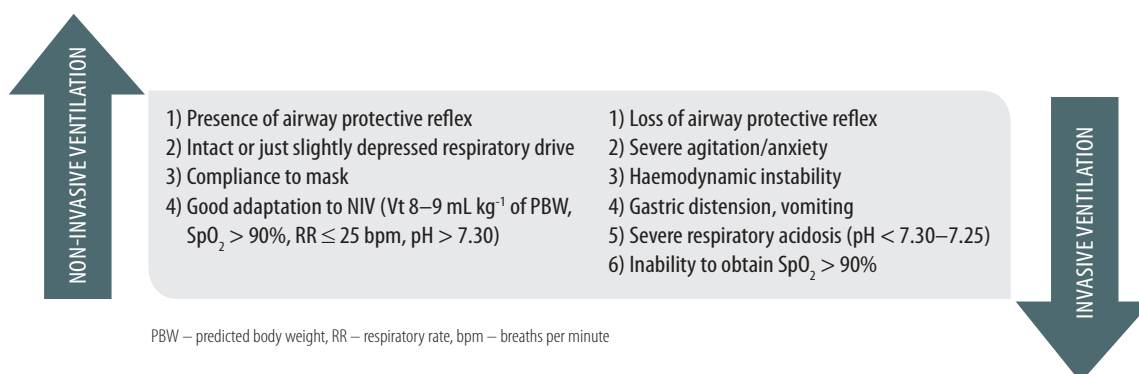 NON-INVASIVE VENTILATION
1) Presence of airway protective reflex
2) Intact or just slightly depressed respiratory drive
3) Compliance to mask
4) Good adaptation to NIV (Vt 8–9 mL kg⁻¹ of PBW,
SpO₂ > 90%, RR ≤ 25 bpm, pH > 7.30)
1) Loss of airway protective reflex
2) Severe agitation/anxiety
3) Haemodynamic instability
4) Gastric distension, vomiting
5) Severe respiratory acidosis (pH < 7.30–7.25)
6) Inability to obtain SpO₂ > 90%
INVASIVE VENTILATION
PBW – predicted body weight, RR – respiratory rate, bpm – breaths per minute